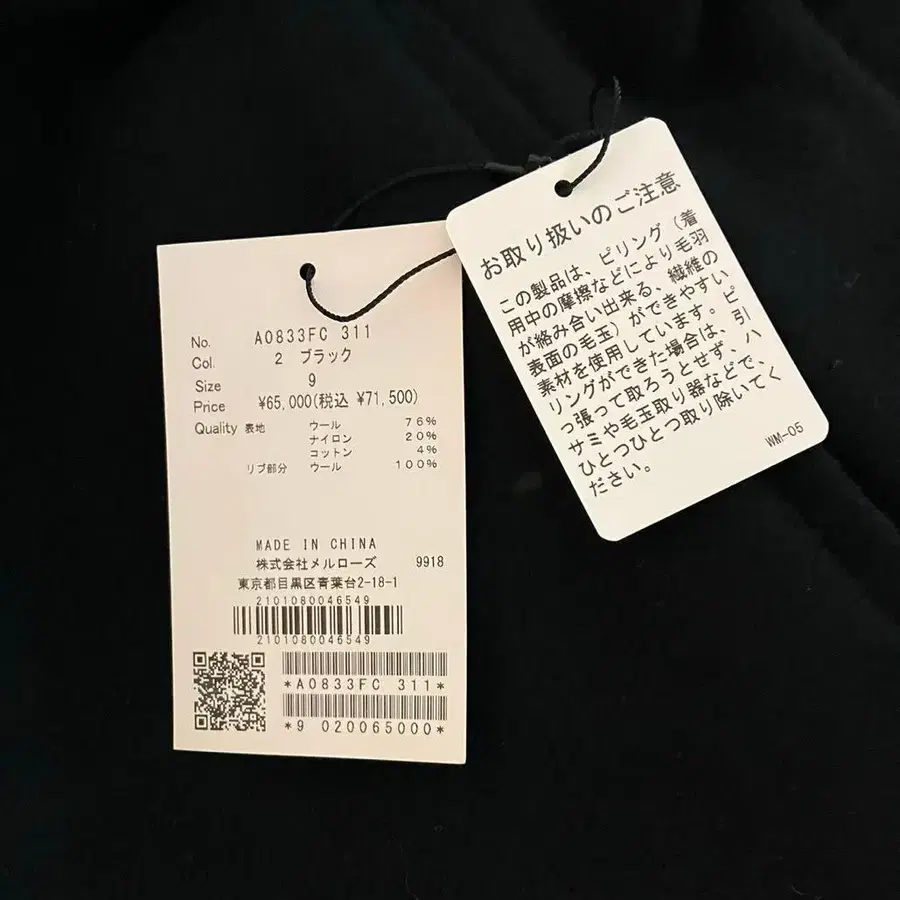 No. A0833FC 311
Col. 2 ブラック
Size 9
Price ¥65,000(税込 ¥71,500)
Quality 表地 ウール 76%
ナイロン 20%
コットン 4%
リブ部分 ウール 100%
MADE IN CHINA
株式会社メルローズ 9918
東京都目黒区青葉台2-18-1
2101080046549
2101080046549
*A0833FC 311*
*9 020065000*
お取り扱いのご注意
この製品は、ピリング（着
用中の摩擦などにより毛羽
が絡み合い出来る、繊維の
表面の毛玉）ができやすい
素材を使用しています。ピ
リングができた場合は、引
っ張って取ろうとせず、ハ
サミや毛玉取り器などで、
ひとつひとつ取り除いてく
ださい。
WM-05